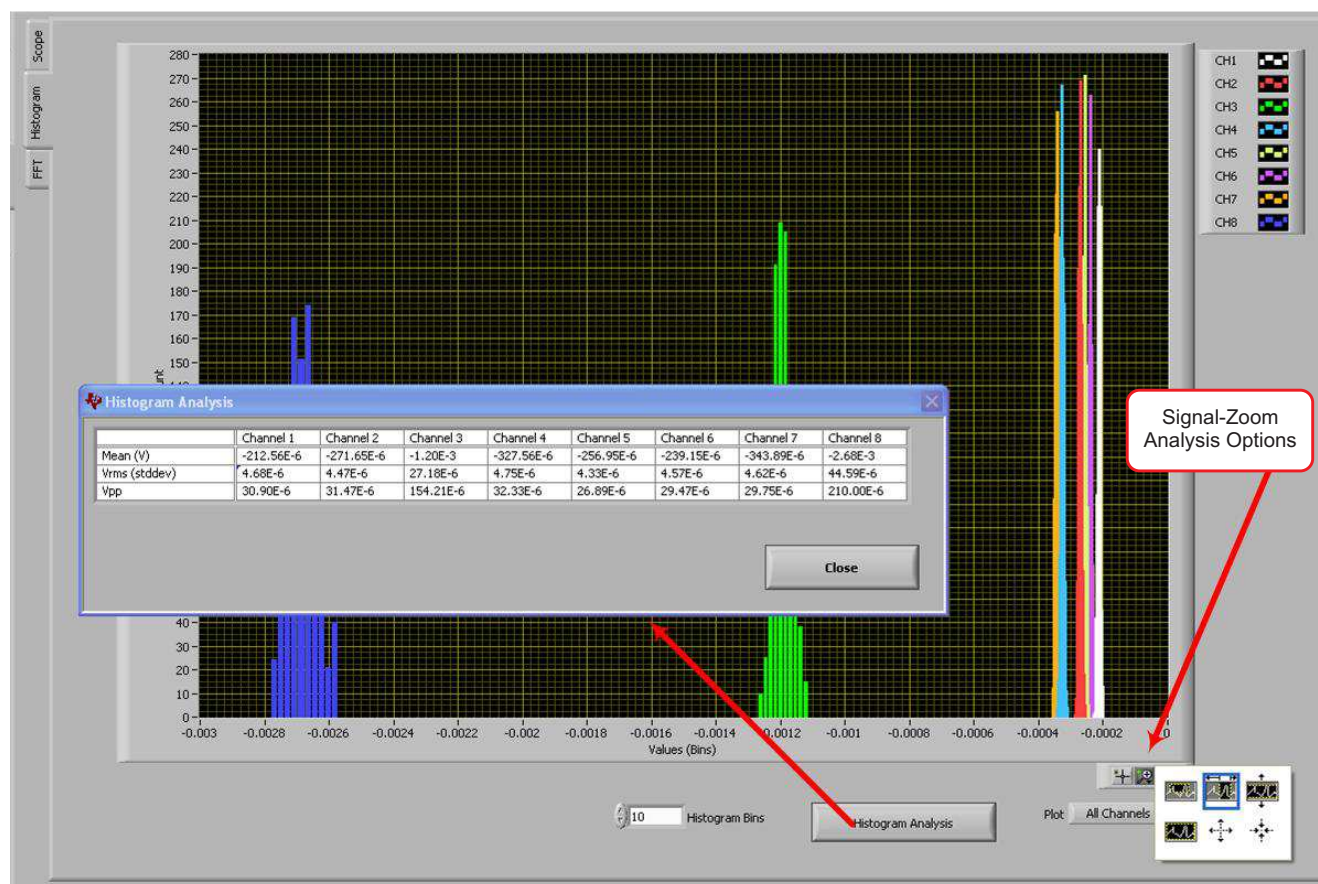 Scope
Histogram
FFT
280
270
260
250
240
230
220
210
200
190
180
170
160
150
40
30
20
10
0
-0.003 -0.0028 -0.0026 -0.0024 -0.0022 -0.002 -0.0018 -0.0016 -0.0014 -0.0012 -0.001 -0.0008 -0.0006 -0.0004 -0.0002 0
Values (Bins)
CH1
CH2
CH3
CH4
CH5
CH6
CH7
CH8
Histogram Analysis
Channel 1 Channel 2 Channel 3 Channel 4 Channel 5 Channel 6 Channel 7 Channel 8
Mean (V) -212.56E-6 -271.65E-6 -1.20E-3 -327.56E-6 -256.95E-6 -239.15E-6 -343.89E-6 -2.68E-3
Vrms (stddev) 4.68E-6 4.47E-6 27.18E-6 4.75E-6 4.33E-6 4.57E-6 4.62E-6 44.59E-6
Vpp 30.90E-6 31.47E-6 154.21E-6 32.33E-6 26.89E-6 29.47E-6 29.75E-6 210.00E-6
Close
Signal-Zoom
Analysis Options
10 Histogram Bins
Histogram Analysis
Plot All Channels